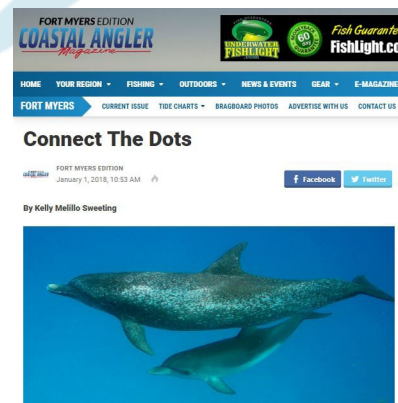 FORT MYERS EDITION
COASTAL ANGLER
Magazine
UNDERWATER
FISHLIGHT
60
DAY
Fish Guarante
FishLight.co
HOME YOUR REGION FISHING OUTDOORS NEWS & EVENTS GEAR E-MAGAZINE
FORT MYERS CURRENT ISSUE TIDE CHARTS BRAGBOARD PHOTOS ADVERTISE WITH US CONTACT US
Connect The Dots
FORT MYERS EDITION
January 1, 2018, 10:53 AM
Facebook Twitter
By Kelly Melillo Sweeting